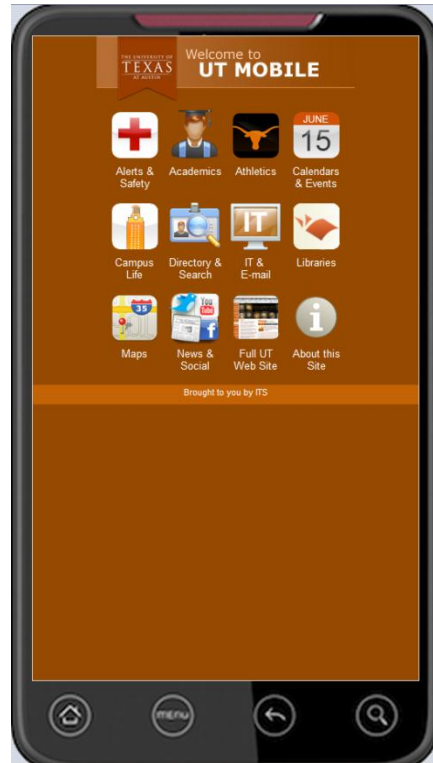 THE UNIVERSITY OF
TEXAS
AT AUSTIN
Welcome to
UT MOBILE
JUNE
15
Alerts &
Safety
Academics
Athletics
Calendars
& Events
IT
Campus
Life
Directory &
Search
IT &
E-mail
Libraries
35
You
Tube
f
i
Maps
News &
Social
Full UT
Web Site
About this
Site
Brought to you by ITS
menu